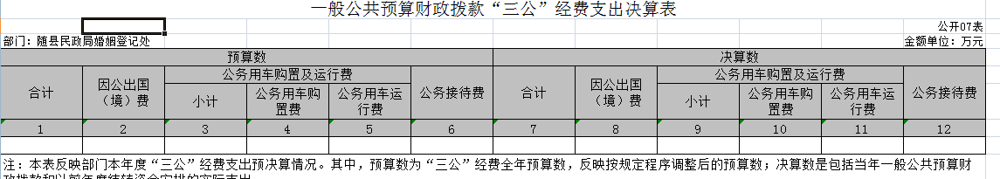 一般公共预算财政拨款“三公”经费支出决算表
公开07表
部门：随县民政局婚姻登记处 金额单位：万元
预算数 决算数
合计 因公出国（境）费 公务用车购置及运行费 公务接待费 合计 因公出国（境）费 公务用车购置及运行费 公务接待费
小计 公务用车购置费 公务用车运行费 小计 公务用车购置费 公务用车运行费
1 2 3 4 5 6 7 8 9 10 11 12
注：本表反映部门本年度“三公”经费支出预决算情况。其中，预算数为“三公”经费全年预算数，反映按规定程序调整后的预算数；决算数是包括当年一般公共预算财
政拨款和以前年度结转资金安排的实际支出